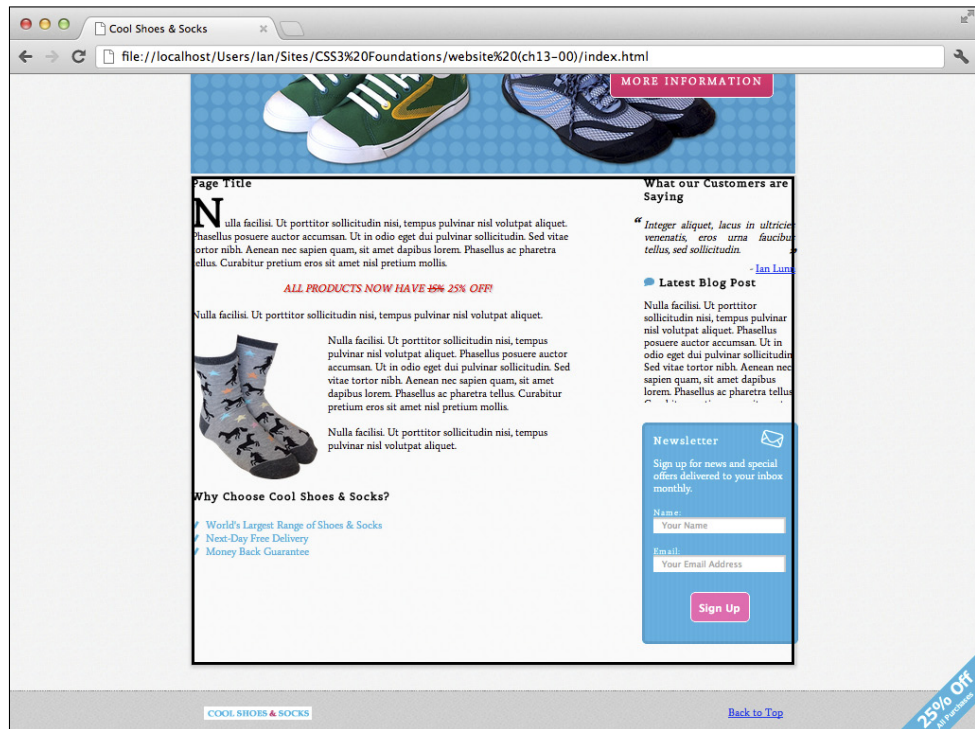 Cool Shoes & Socks
file://localhost/Users/Ian/Sites/CSS3%20Foundations/website%20(ch13-00)/index.html
MORE INFORMATION
Page Title
Nulla facilisi. Ut porttitor sollicitudin nisi, tempus pulvinar nisl volutpat aliquet.
Phasellus posuere auctor accumsan. Ut in odio eget dui pulvinar sollicitudin. Sed vitae
tortor nibh. Aenean nec sapien quam, sit amet dapibus lorem. Phasellus ac pharetra
tellus. Curabitur pretium eros sit amet nisl pretium mollis.
ALL PRODUCTS NOW HAVE 15% 25% OFF!
Nulla facilisi. Ut porttitor sollicitudin nisi, tempus pulvinar nisl volutpat aliquet.
Nulla facilisi. Ut porttitor sollicitudin nisi, tempus
pulvinar nisl volutpat aliquet. Phasellus posuere auctor
accumsan. Ut in odio eget dui pulvinar sollicitudin. Sed
vitae tortor nibh. Aenean nec sapien quam, sit amet
dapibus lorem. Phasellus ac pharetra tellus. Curabitur
pretium eros sit amet nisl pretium mollis.
Nulla facilisi. Ut porttitor sollicitudin nisi, tempus
pulvinar nisl volutpat aliquet.
Why Choose Cool Shoes & Socks?
World's Largest Range of Shoes & Socks
Next-Day Free Delivery
Money Back Guarantee
What our Customers are
Saying
“ Integer aliquet, lacus in ultricies
venenatis, eros urna faucibus
tellus, sed sollicitudin. ”
- Ian Lunn
Latest Blog Post
Nulla facilisi. Ut porttitor
sollicitudin nisi, tempus pulvinar
nisl volutpat aliquet. Phasellus
posuere auctor accumsan. Ut in
odio eget dui pulvinar sollicitudin.
Sed vitae tortor nibh. Aenean nec
sapien quam, sit amet dapibus
lorem. Phasellus ac pharetra tellus.
Newsletter
Sign up for news and special
offers delivered to your inbox
monthly.
Name:
Your Name
Email:
Your Email Address
Sign Up
25% Off
All Purchases
COOL SHOES & SOCKS
Back to Top